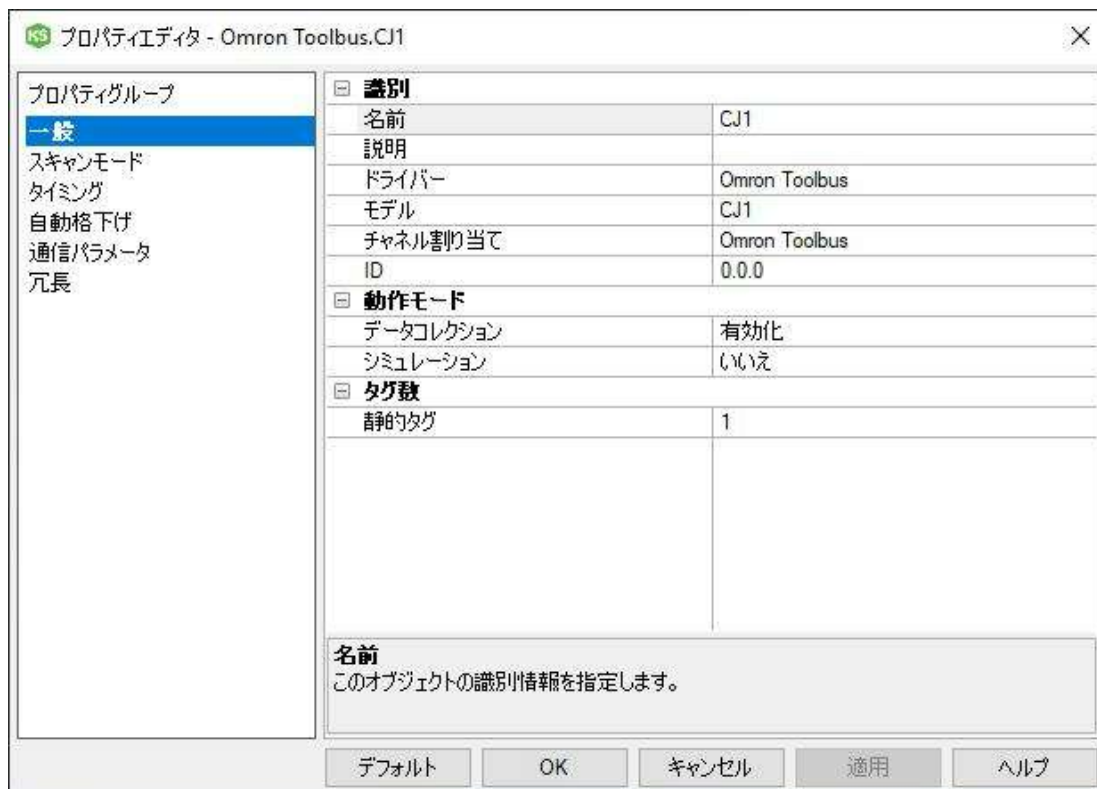 KS プロパティエディタ - Omron Toolbus.CJ1
プロパティグループ
一般
スキャンモード
タイミング
自動格下げ
通信パラメータ
冗長
識別
名前 CJ1
説明
ドライバー Omron Toolbus
モデル CJ1
チャネル割り当て Omron Toolbus
ID 0.0.0
動作モード
データコレクション 有効化
シミュレーション いいえ
タグ数
静的タグ 1
名前
このオブジェクトの識別情報を指定します。
デフォルト OK キャンセル 適用 ヘルプ